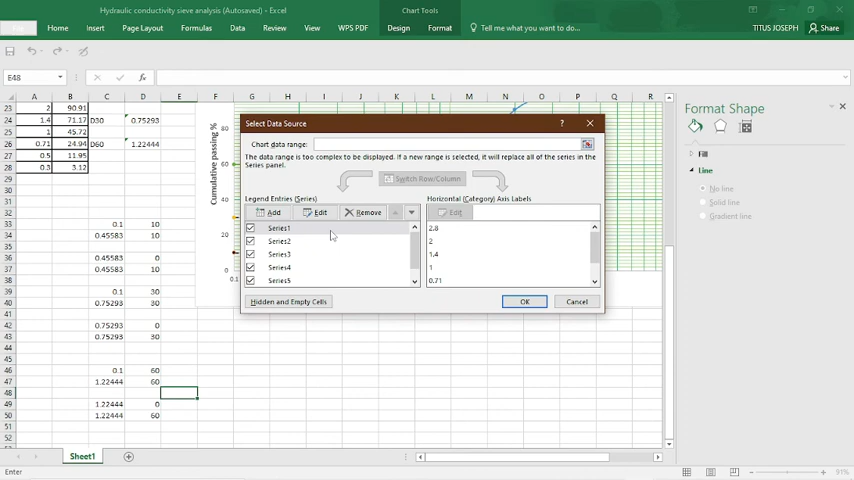 Hydraulic conductivity sieve analysis (Autosaved) - Excel
Chart Tools
Home Insert Page Layout Formulas Data Review View WPS PDF Design Format Tell me what you want to do... TITUS JOSEPH Share
E48 fx
A B C D E F G H I J K L M N O P Q R
23 2 90.91
24 1.4 71.17 D30 0.75293
25 1 45.72
26 0.71 24.94 D60 1.22444
27 0.5 11.95
28 0.3 3.12
29
30
31
32
33 0.1 10
34 0.45583 10
35
36 0.45583 0
37 0.45583 10
38
39 0.1 30
40 0.75293 30
41
42 0.75293 0
43 0.75293 30
44
45
46 0.1 60
47 1.22444 60
48
49 1.22444 0
50 1.22444 60
51
52
Cumulative passing %
80
60
40
20
0
0.1
Select Data Source ? ×
Chart data range:
The data range is too complex to be displayed. If a new range is selected, it will replace all of the series in the
Series panel.
Switch Row/Column
Legend Entries (Series) Horizontal (Category) Axis Labels
Add Edit Remove Edit
Series1 2.8
Series2 2
Series3 1.4
Series4 1
Series5 0.71
Hidden and Empty Cells OK Cancel
Format Shape
Fill
Line
No line
Solid line
Gradient line
Sheet1
Enter 91%